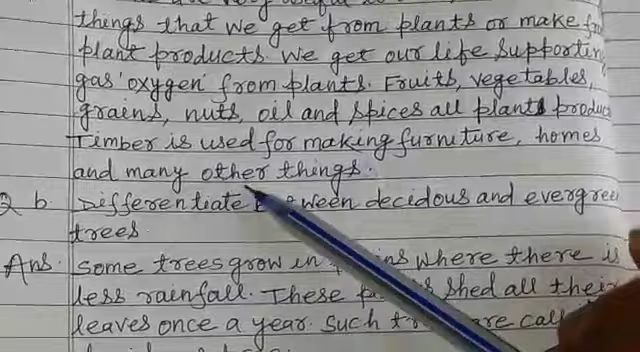 things that we get from plants or make from
plant products. We get our life supporting
gas 'oxygen' from plants. Fruits, vegetables,
grains, nuts, oil and spices all plants produc
Timber is used for making furniture, homes
and many other things.
Q b. Differentiate between decidous and evergree
trees.
Ans. Some trees grow in where there is
less rainfall. These shed all their
leaves once a year. Such are call